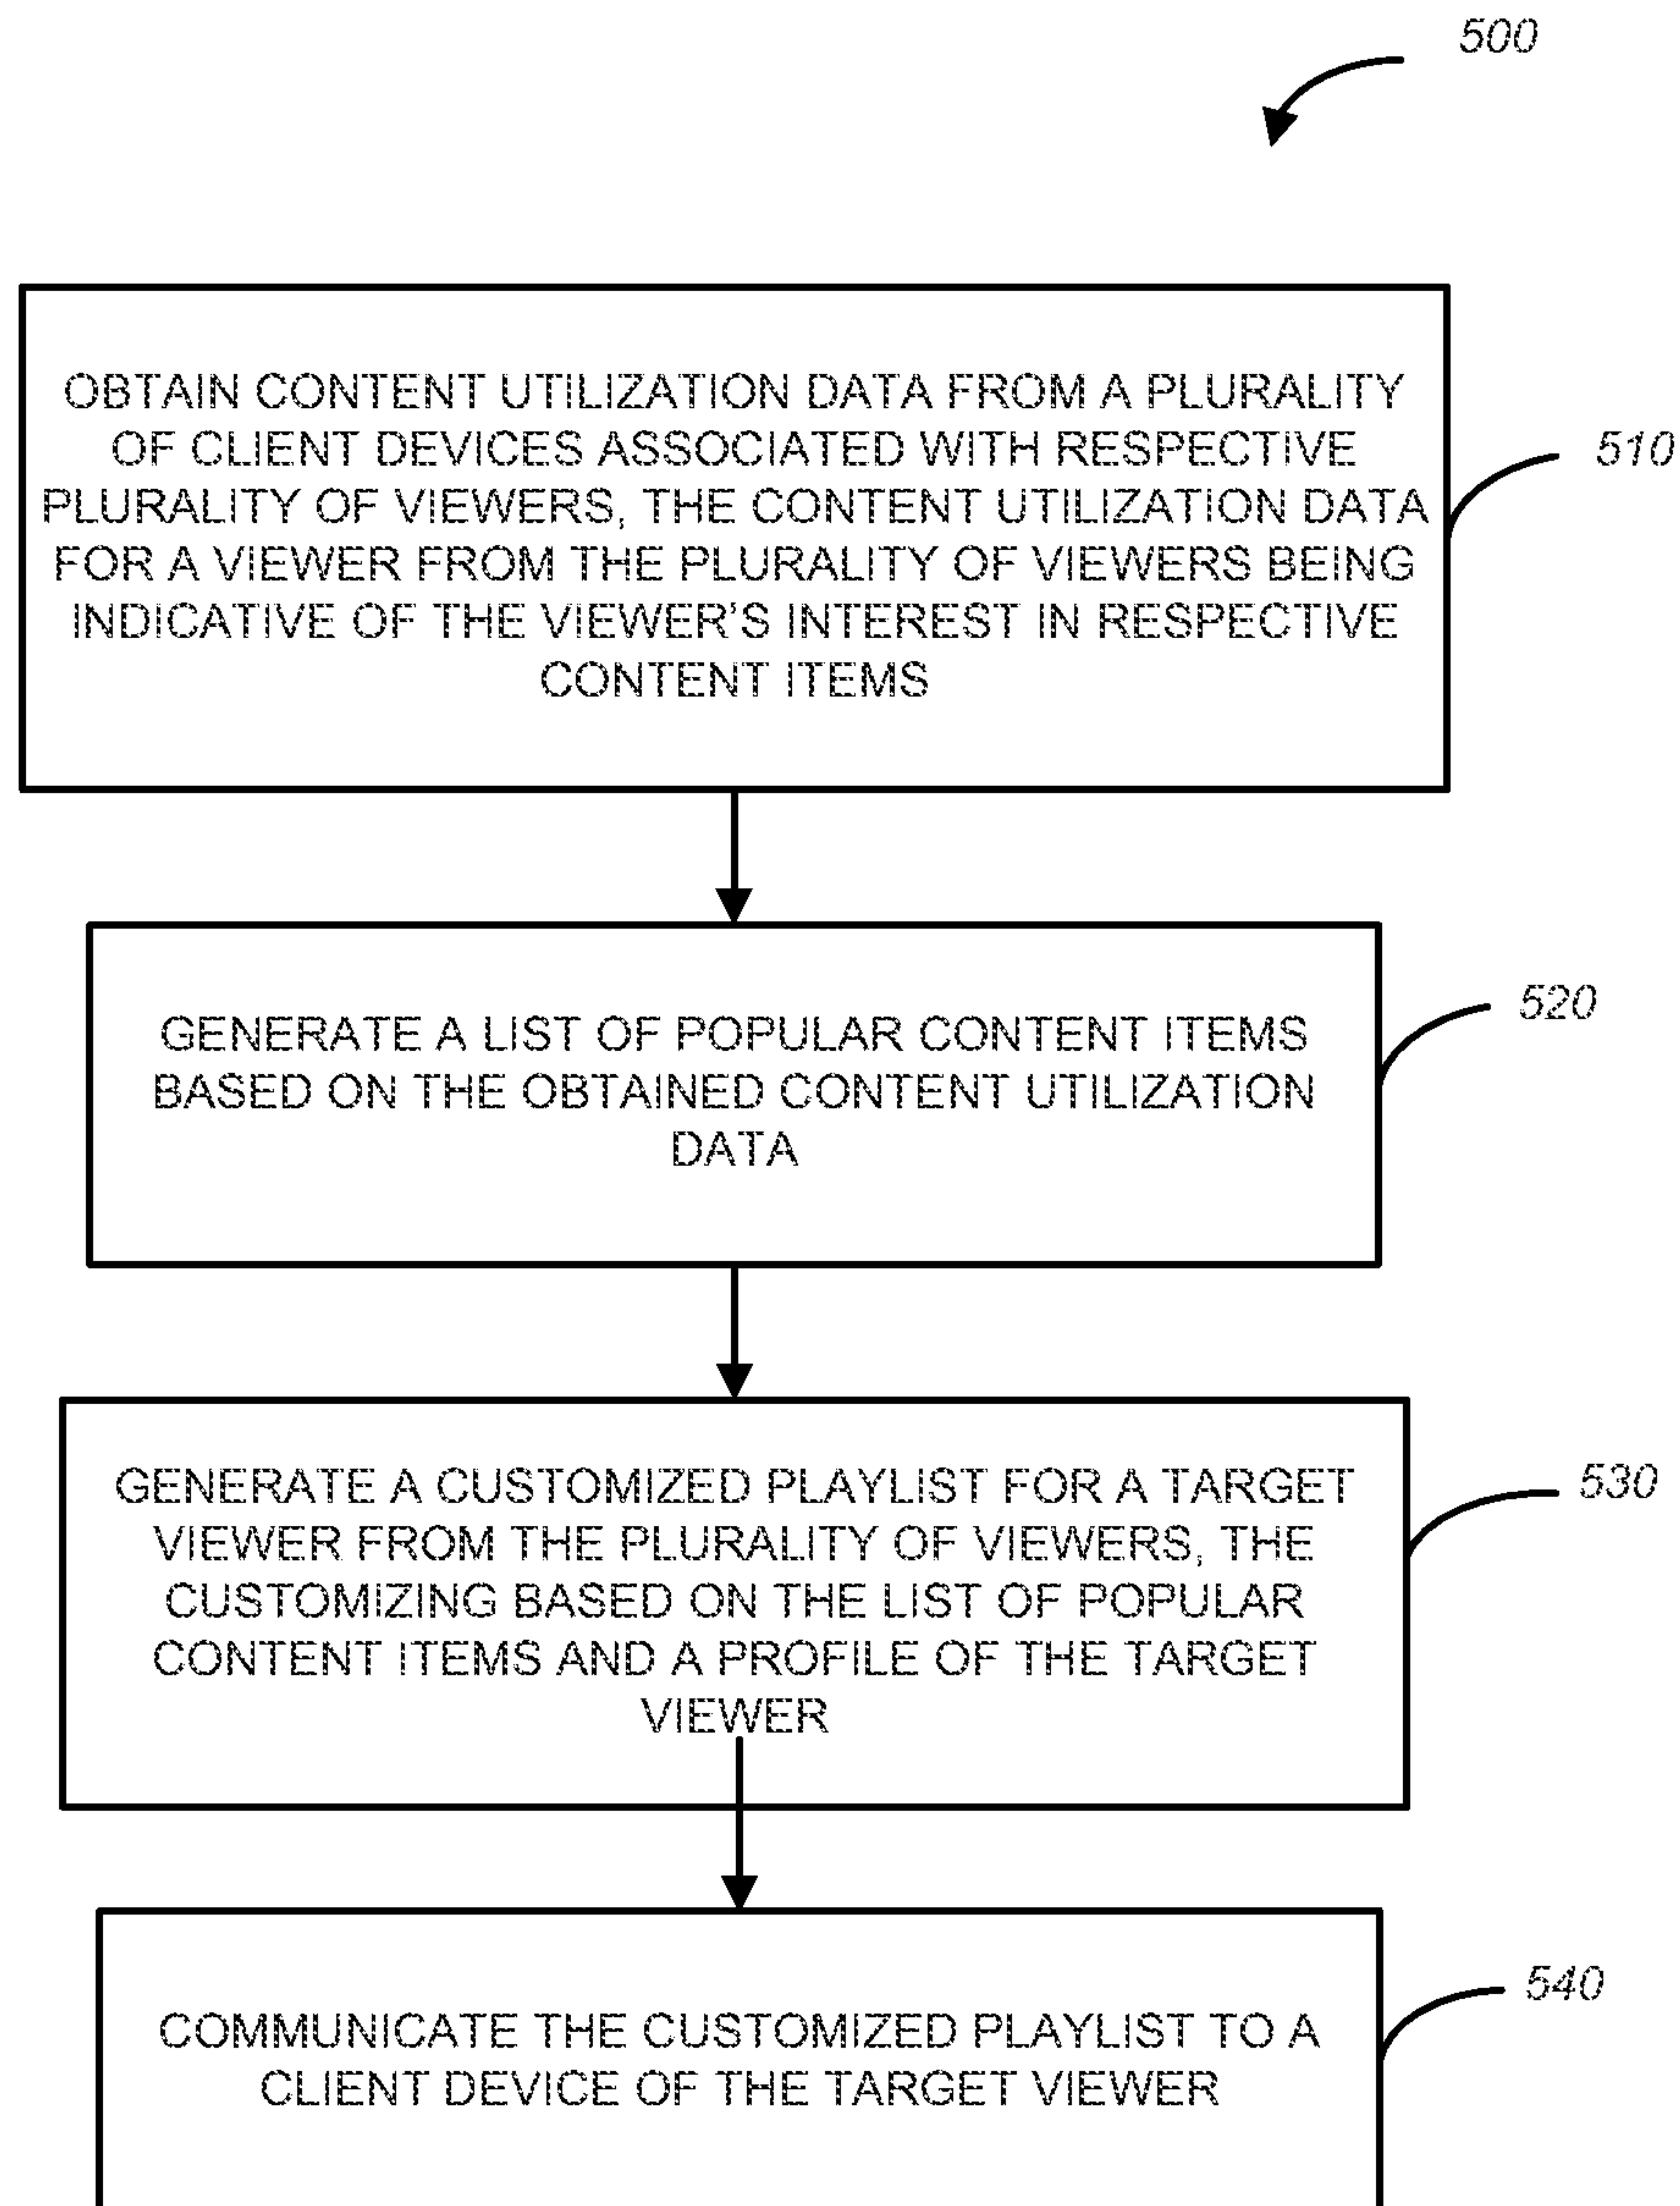 500
OBTAIN CONTENT UTILIZATION DATA FROM A PLURALITY
OF CLIENT DEVICES ASSOCIATED WITH RESPECTIVE
PLURALITY OF VIEWERS, THE CONTENT UTILIZATION DATA
FOR A VIEWER FROM THE PLURALITY OF VIEWERS BEING
INDICATIVE OF THE VIEWER'S INTEREST IN RESPECTIVE
CONTENT ITEMS
510
GENERATE A LIST OF POPULAR CONTENT ITEMS
BASED ON THE OBTAINED CONTENT UTILIZATION
DATA
520
GENERATE A CUSTOMIZED PLAYLIST FOR A TARGET
VIEWER FROM THE PLURALITY OF VIEWERS, THE
CUSTOMIZING BASED ON THE LIST OF POPULAR
CONTENT ITEMS AND A PROFILE OF THE TARGET
VIEWER
530
COMMUNICATE THE CUSTOMIZED PLAYLIST TO A
CLIENT DEVICE OF THE TARGET VIEWER
540